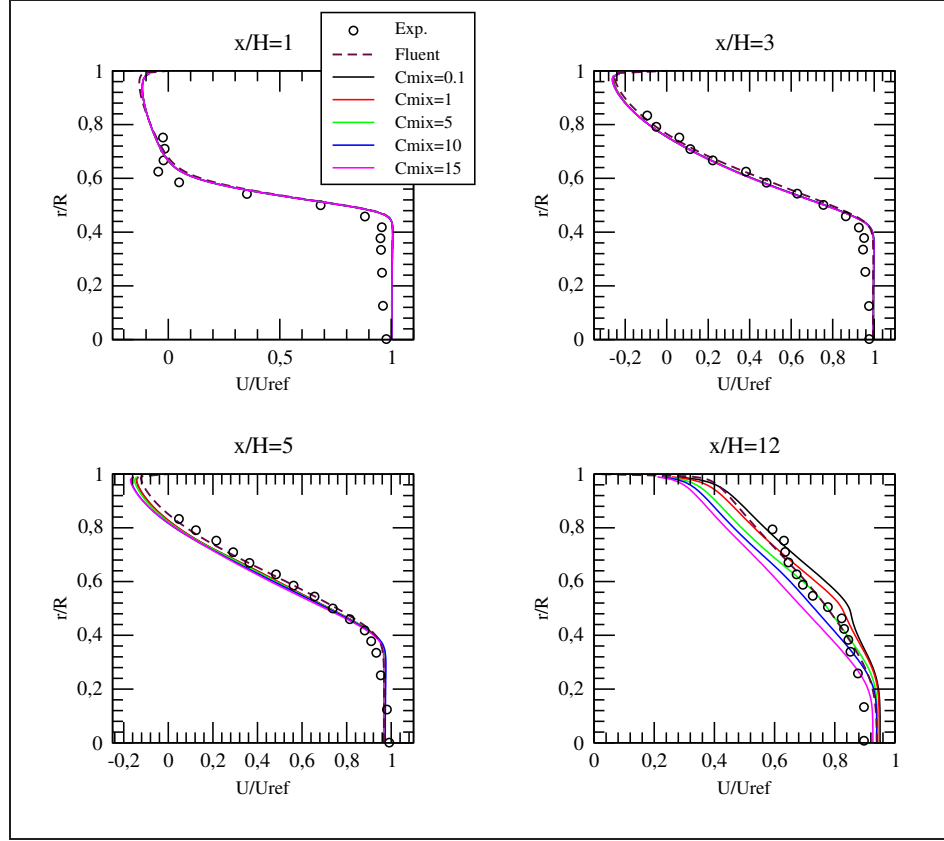 x/H=1
Exp.
Fluent
Cmix=0.1
Cmix=1
Cmix=5
Cmix=10
Cmix=15
1
0,8
0,6
0,4
0,2
0
r/R
0
0,5
1
U/Uref
x/H=3
1
0,8
0,6
0,4
0,2
0
r/R
-0,2
0
0,2
0,4
0,6
0,8
1
U/Uref
x/H=5
1
0,8
0,6
0,4
0,2
0
r/R
-0,2
0
0,2
0,4
0,6
0,8
1
U/Uref
x/H=12
1
0,8
0,6
0,4
0,2
0
r/R
0
0,2
0,4
0,6
0,8
1
U/Uref